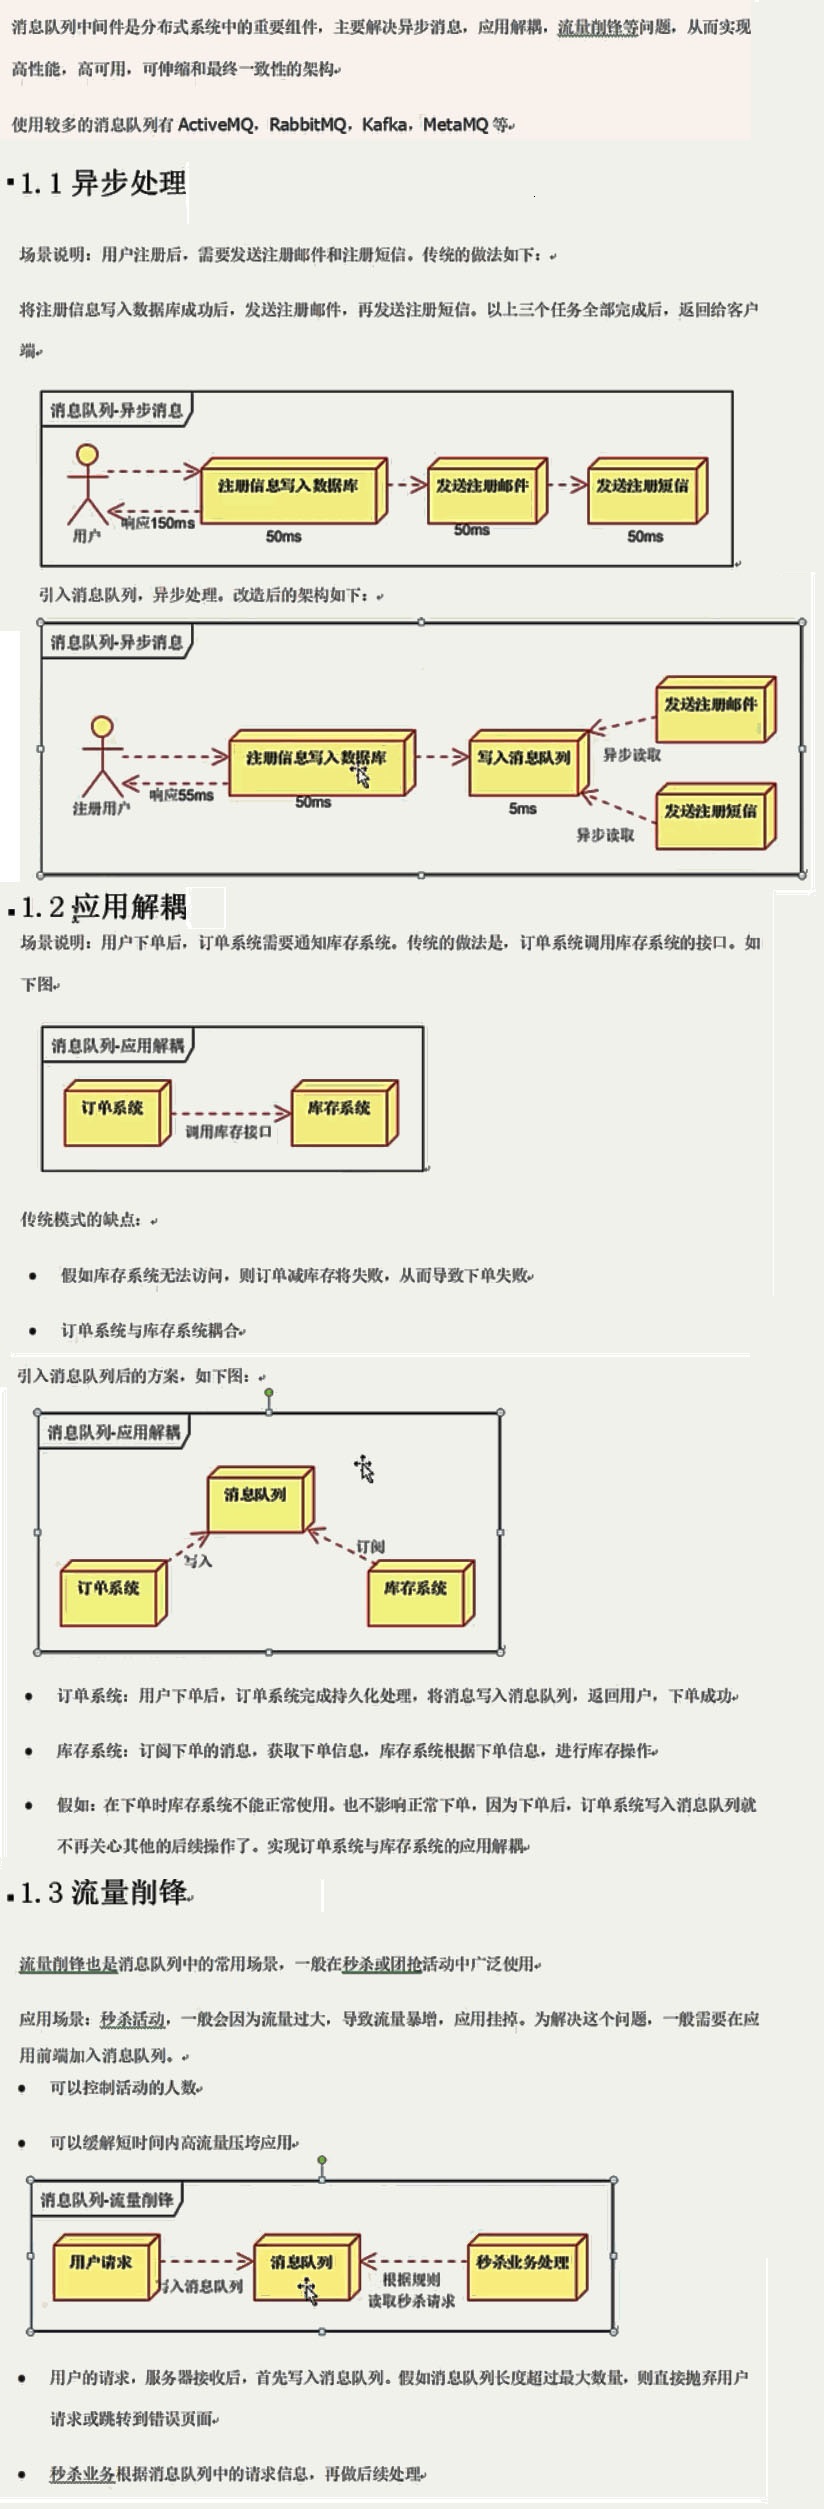 消息队列中间件是分布式系统中的重要组件，主要解决异步消息，应用解耦，流量削锋等问题，从而实现
高性能，高可用，可伸缩和最终一致性的架构
使用较多的消息队列有 ActiveMQ，RabbitMQ，Kafka，MetaMQ 等
1.1 异步处理
场景说明：用户注册后，需要发送注册邮件和注册短信。传统的做法如下：
将注册信息写入数据库成功后，发送注册邮件，再发送注册短信。以上三个任务全部完成后，返回给客户
端
消息队列-异步消息
注册信息写入数据库
发送注册邮件
发送注册短信
响应150ms
用户
50ms
50ms
50ms
引入消息队列，异步处理。改造后的架构如下：
消息队列-异步消息
发送注册邮件
注册信息写入数据库
写入消息队列
异步读取
响应55ms
注册用户
50ms
5ms
发送注册短信
异步读取
1.2 应用解耦
场景说明：用户下单后，订单系统需要通知库存系统。传统的做法是，订单系统调用库存系统的接口。如
下图
消息队列-应用解耦
订单系统
库存系统
调用库存接口
传统模式的缺点：
假如库存系统无法访问，则订单减库存将失败，从而导致下单失败
订单系统与库存系统耦合
引入消息队列后的方案，如下图：
消息队列-应用解耦
消息队列
写入
订阅
订单系统
库存系统
订单系统：用户下单后，订单系统完成持久化处理，将消息写入消息队列，返回用户，下单成功
库存系统：订阅下单的消息，获取下单信息，库存系统根据下单信息，进行库存操作
假如：在下单时库存系统不能正常使用。也不影响正常下单，因为下单后，订单系统写入消息队列就
不再关心其他的后续操作了。实现订单系统与库存系统的应用解耦
1.3 流量削锋
流量削锋也是消息队列中的常用场景，一般在秒杀或团抢活动中广泛使用
应用场景：秒杀活动，一般会因为流量过大，导致流量暴增，应用挂掉。为解决这个问题，一般需要在应
用前端加入消息队列。
可以控制活动的人数
可以缓解短时间内高流量压垮应用
消息队列-流量削锋
用户请求
消息队列
秒杀业务处理
写入消息队列
根据规则
读取秒杀请求
用户的请求，服务器接收后，首先写入消息队列。假如消息队列长度超过最大数量，则直接抛弃用户
请求或跳转到错误页面
秒杀业务根据消息队列中的请求信息，再做后续处理